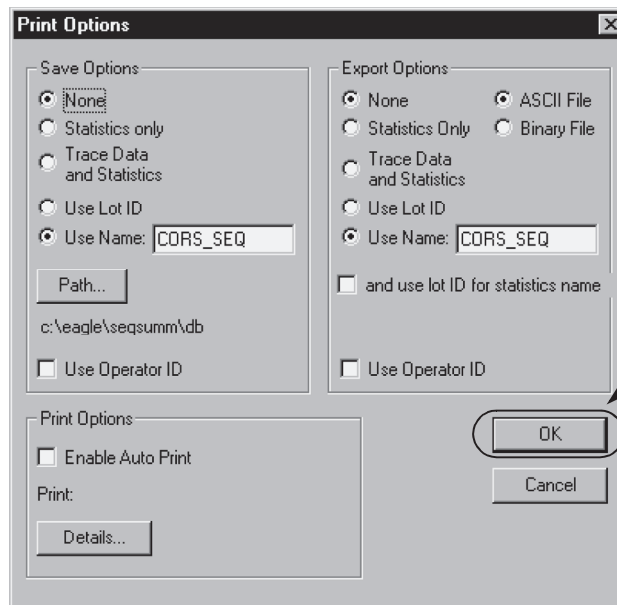 Print Options
Save Options
None
Statistics only
Trace Data
and Statistics
Use Lot ID
Use Name: CORS_SEQ
Path...
c:\eagle\seqsumm\db
Use Operator ID
Export Options
None
ASCII File
Statistics Only
Binary File
Trace Data
and Statistics
Use Lot ID
Use Name: CORS_SEQ
and use lot ID for statistics name
Use Operator ID
Print Options
Enable Auto Print
Print:
Details...
OK
Cancel